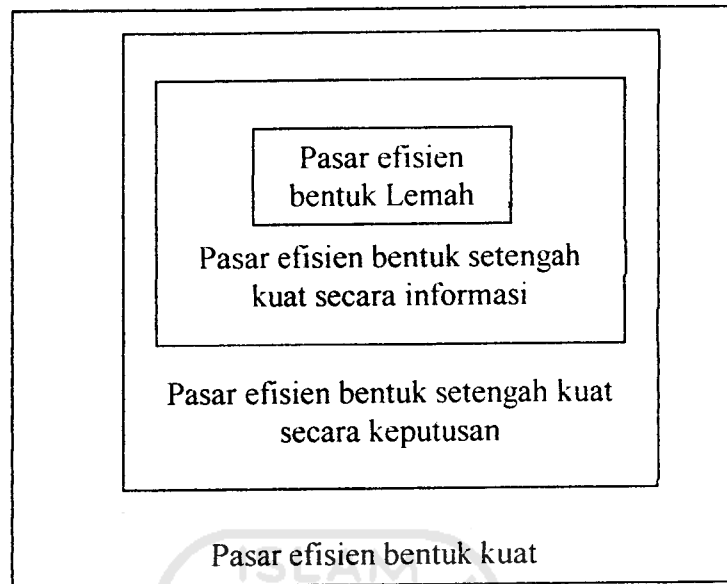 Pasar efisien
bentuk Lemah
Pasar efisien bentuk setengah
kuat secara informasi
Pasar efisien bentuk setengah kuat
secara keputusan
Pasar efisien bentuk kuat
ISLAM